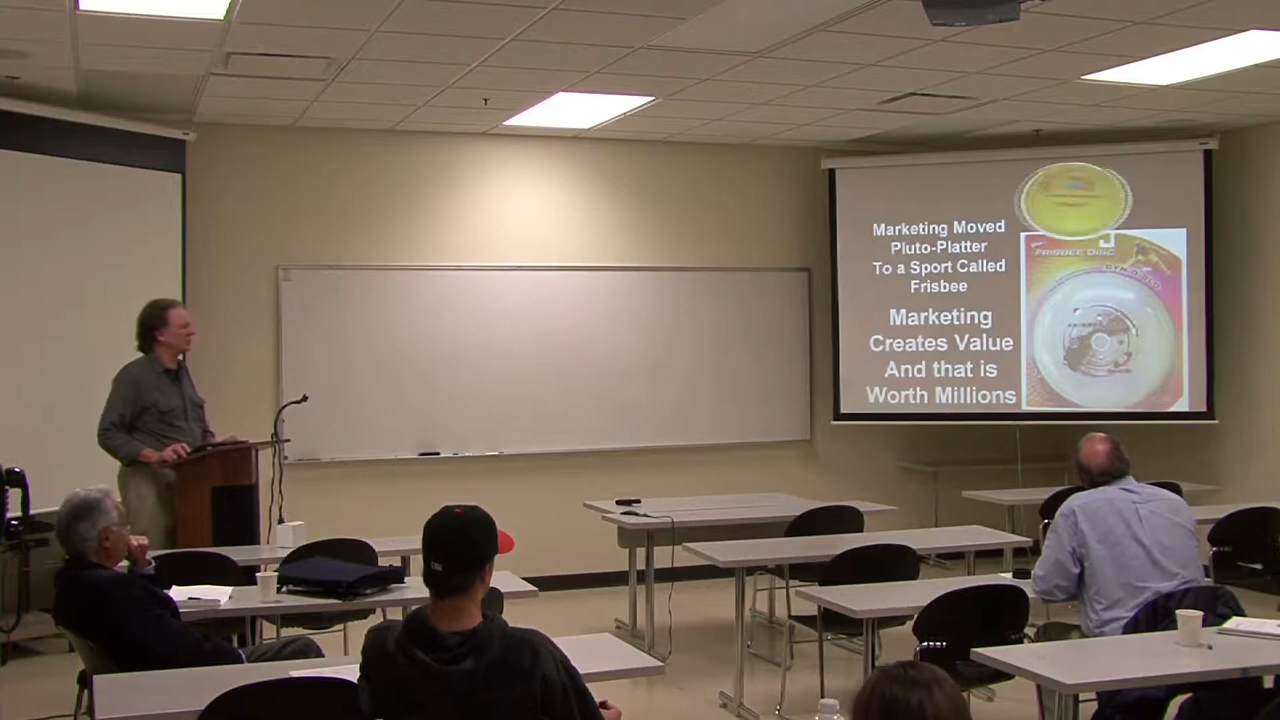 Marketing Moved
Pluto-Platter
To a Sport Called
Frisbee
Marketing
Creates Value
And that is
Worth Millions
FRISBEE DISC